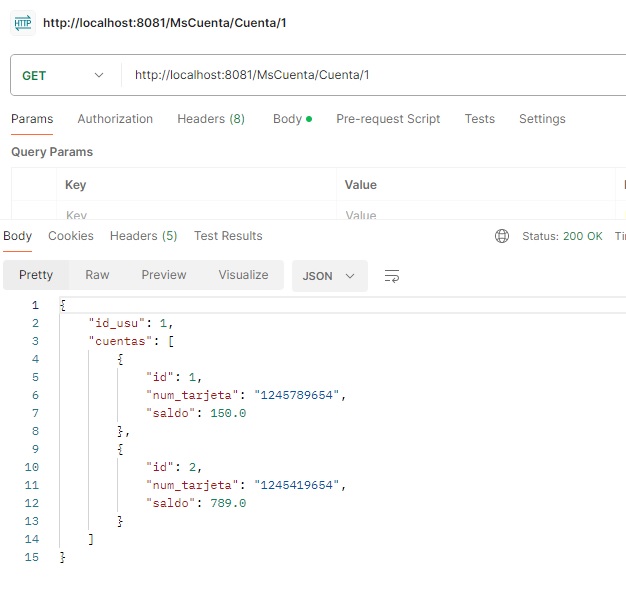 HTTP http://localhost:8081/MsCuenta/Cuenta/1
GET http://localhost:8081/MsCuenta/Cuenta/1
Params Authorization Headers (8) Body Pre-request Script Tests Settings
Query Params
Key Value
Key Value
Body Cookies Headers (5) Test Results Status: 200 OK
Pretty Raw Preview Visualize JSON
1 {
2 "id_usu": 1,
3 "cuentas": [
4 {
5 "id": 1,
6 "num_tarjeta": "1245789654",
7 "saldo": 150.0
8 },
9 {
10 "id": 2,
11 "num_tarjeta": "1245419654",
12 "saldo": 789.0
13 }
14 ]
15 }